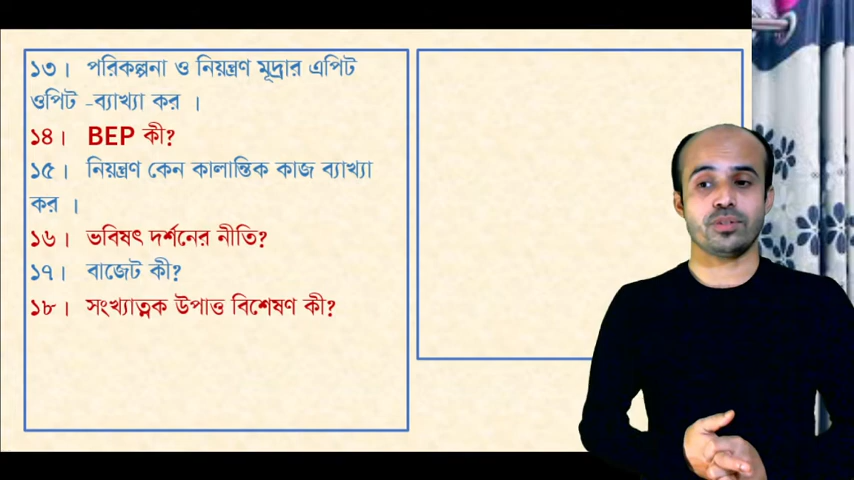 ১৩। পরিকল্পনা ও নিয়ন্ত্রণ মূদ্রার এপিট
ওপিট -ব্যাখ্যা কর ।
১৪। BEP কী?
১৫। নিয়ন্ত্রণ কেন কালান্তিক কাজ ব্যাখ্যা
কর ।
১৬। ভবিষৎ দর্শনের নীতি?
১৭। বাজেট কী?
১৮। সংখ্যাত্নক উপাত্ত বিশেষণ কী?